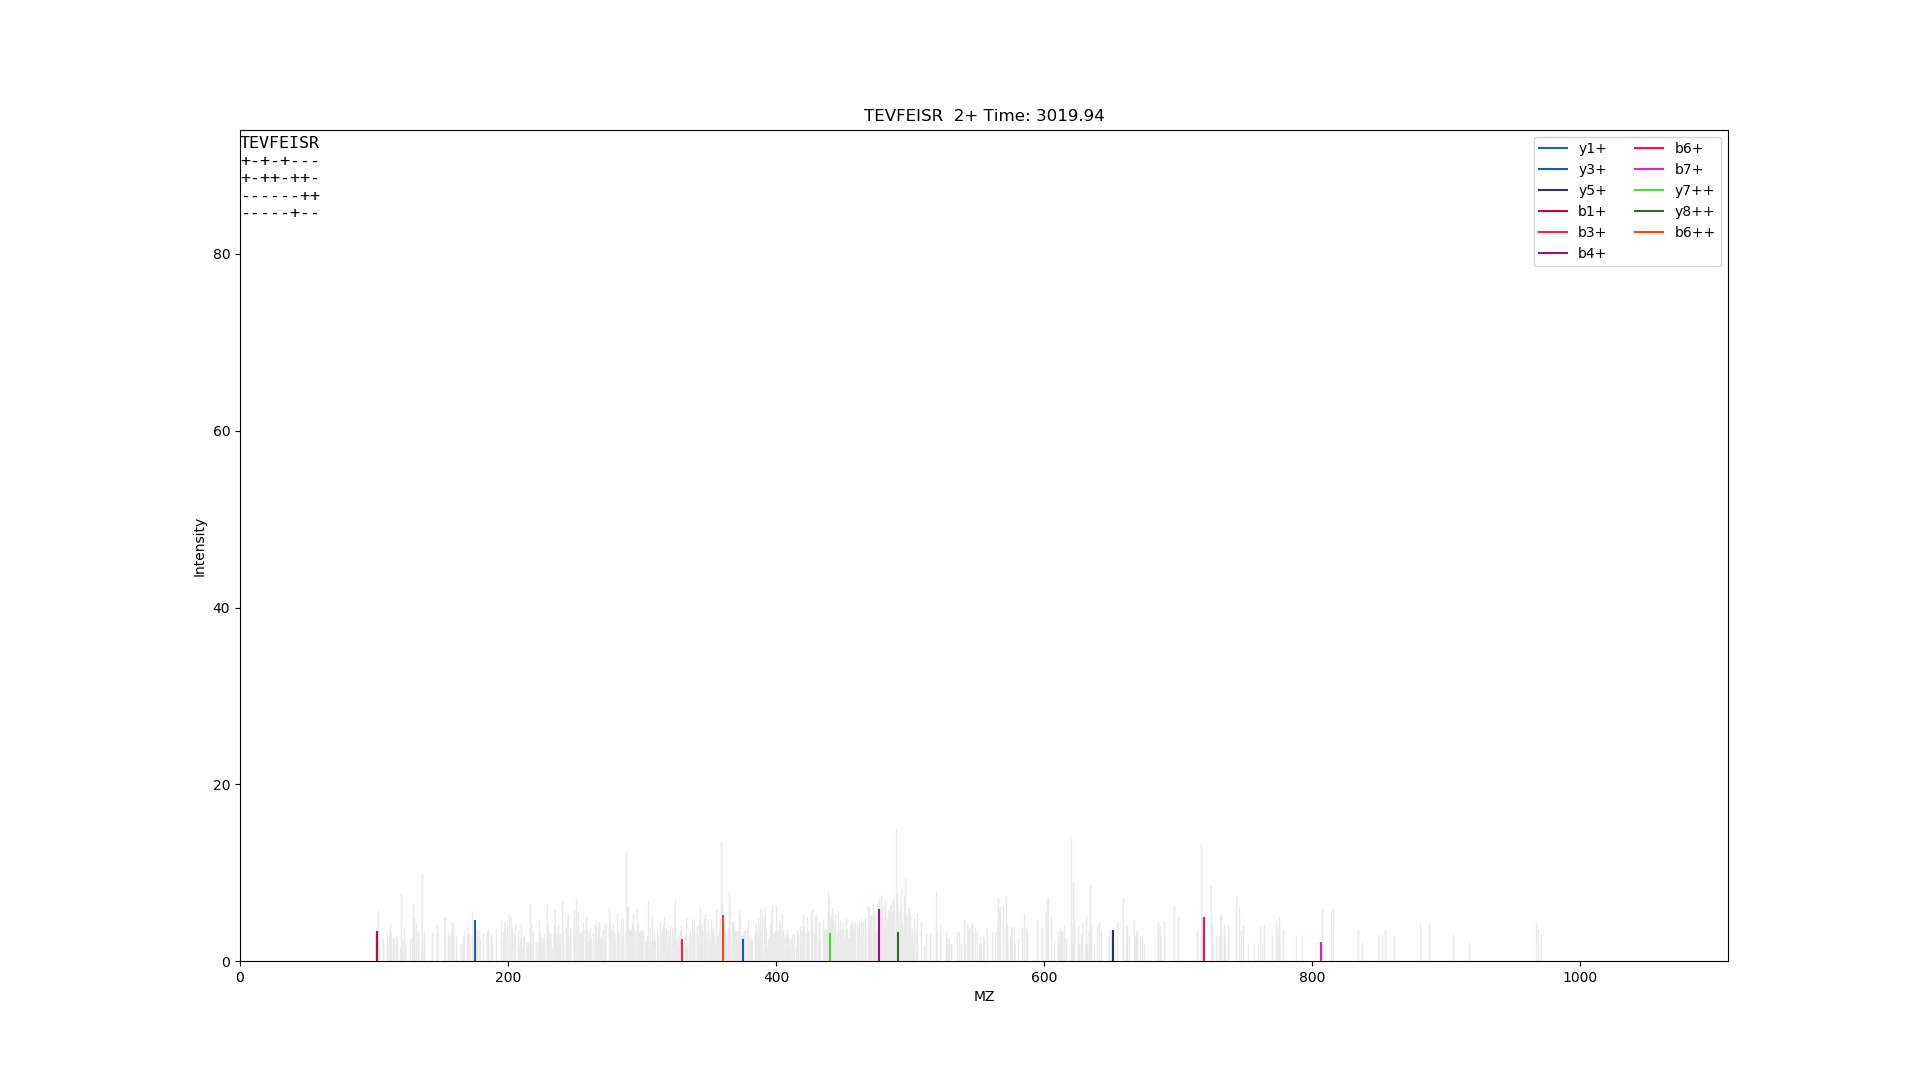 TEVFEISR  2+ Time: 3019.94
TEVFEISR
+-+-+---
+-++-++-
------++
-----+--
y1+
y3+
y5+
b1+
b3+
b4+
b6+
b7+
y7++
y8++
b6++
80
60
40
20
0
Intensity
0
200
400
600
800
1000
MZ